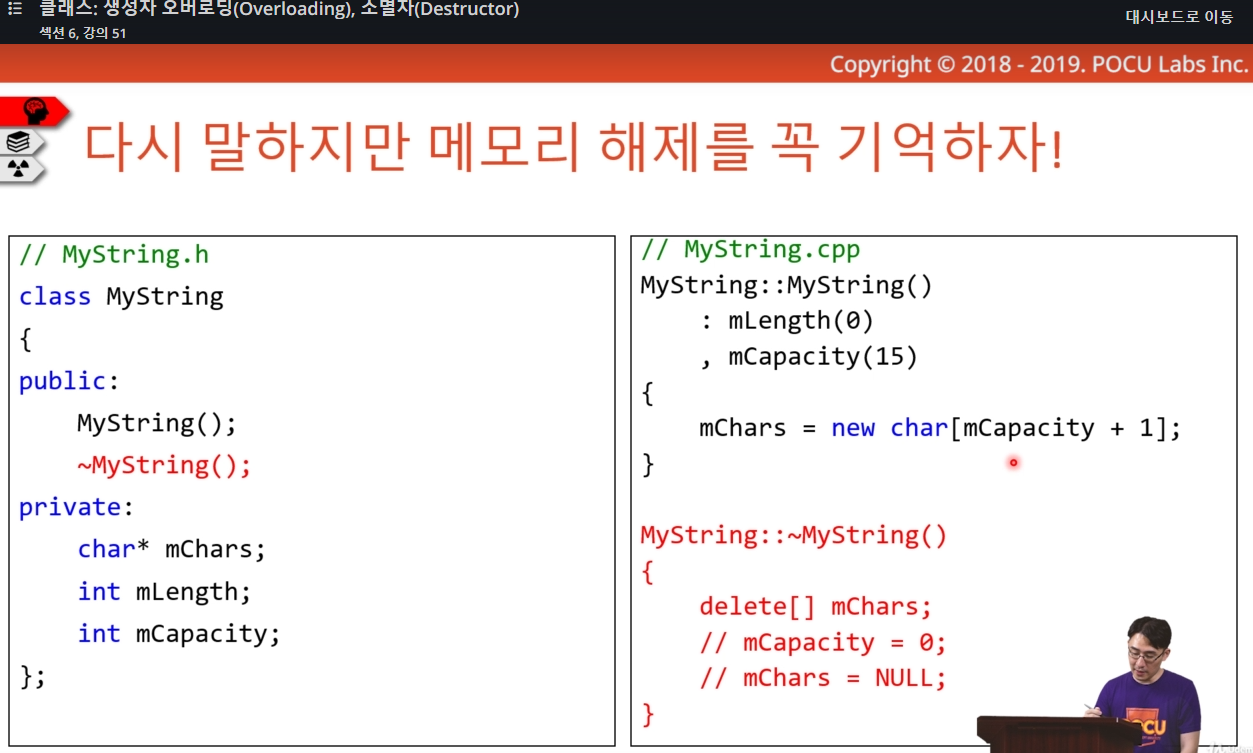 클래스: 생성자 오버로딩(Overloading), 소멸자(Destructor)
섹션 6, 강의 51
대시보드로 이동
Copyright © 2018 - 2019. POCU Labs Inc.
다시 말하지만 메모리 해제를 꼭 기억하자!
// MyString.h
class MyString
{
public:
    MyString();
    ~MyString();
private:
    char* mChars;
    int mLength;
    int mCapacity;
};
// MyString.cpp
MyString::MyString()
    : mLength(0)
    , mCapacity(15)
{
    mChars = new char[mCapacity + 1];
}
MyString::~MyString()
{
    delete[] mChars;
    // mCapacity = 0;
    // mChars = NULL;
}